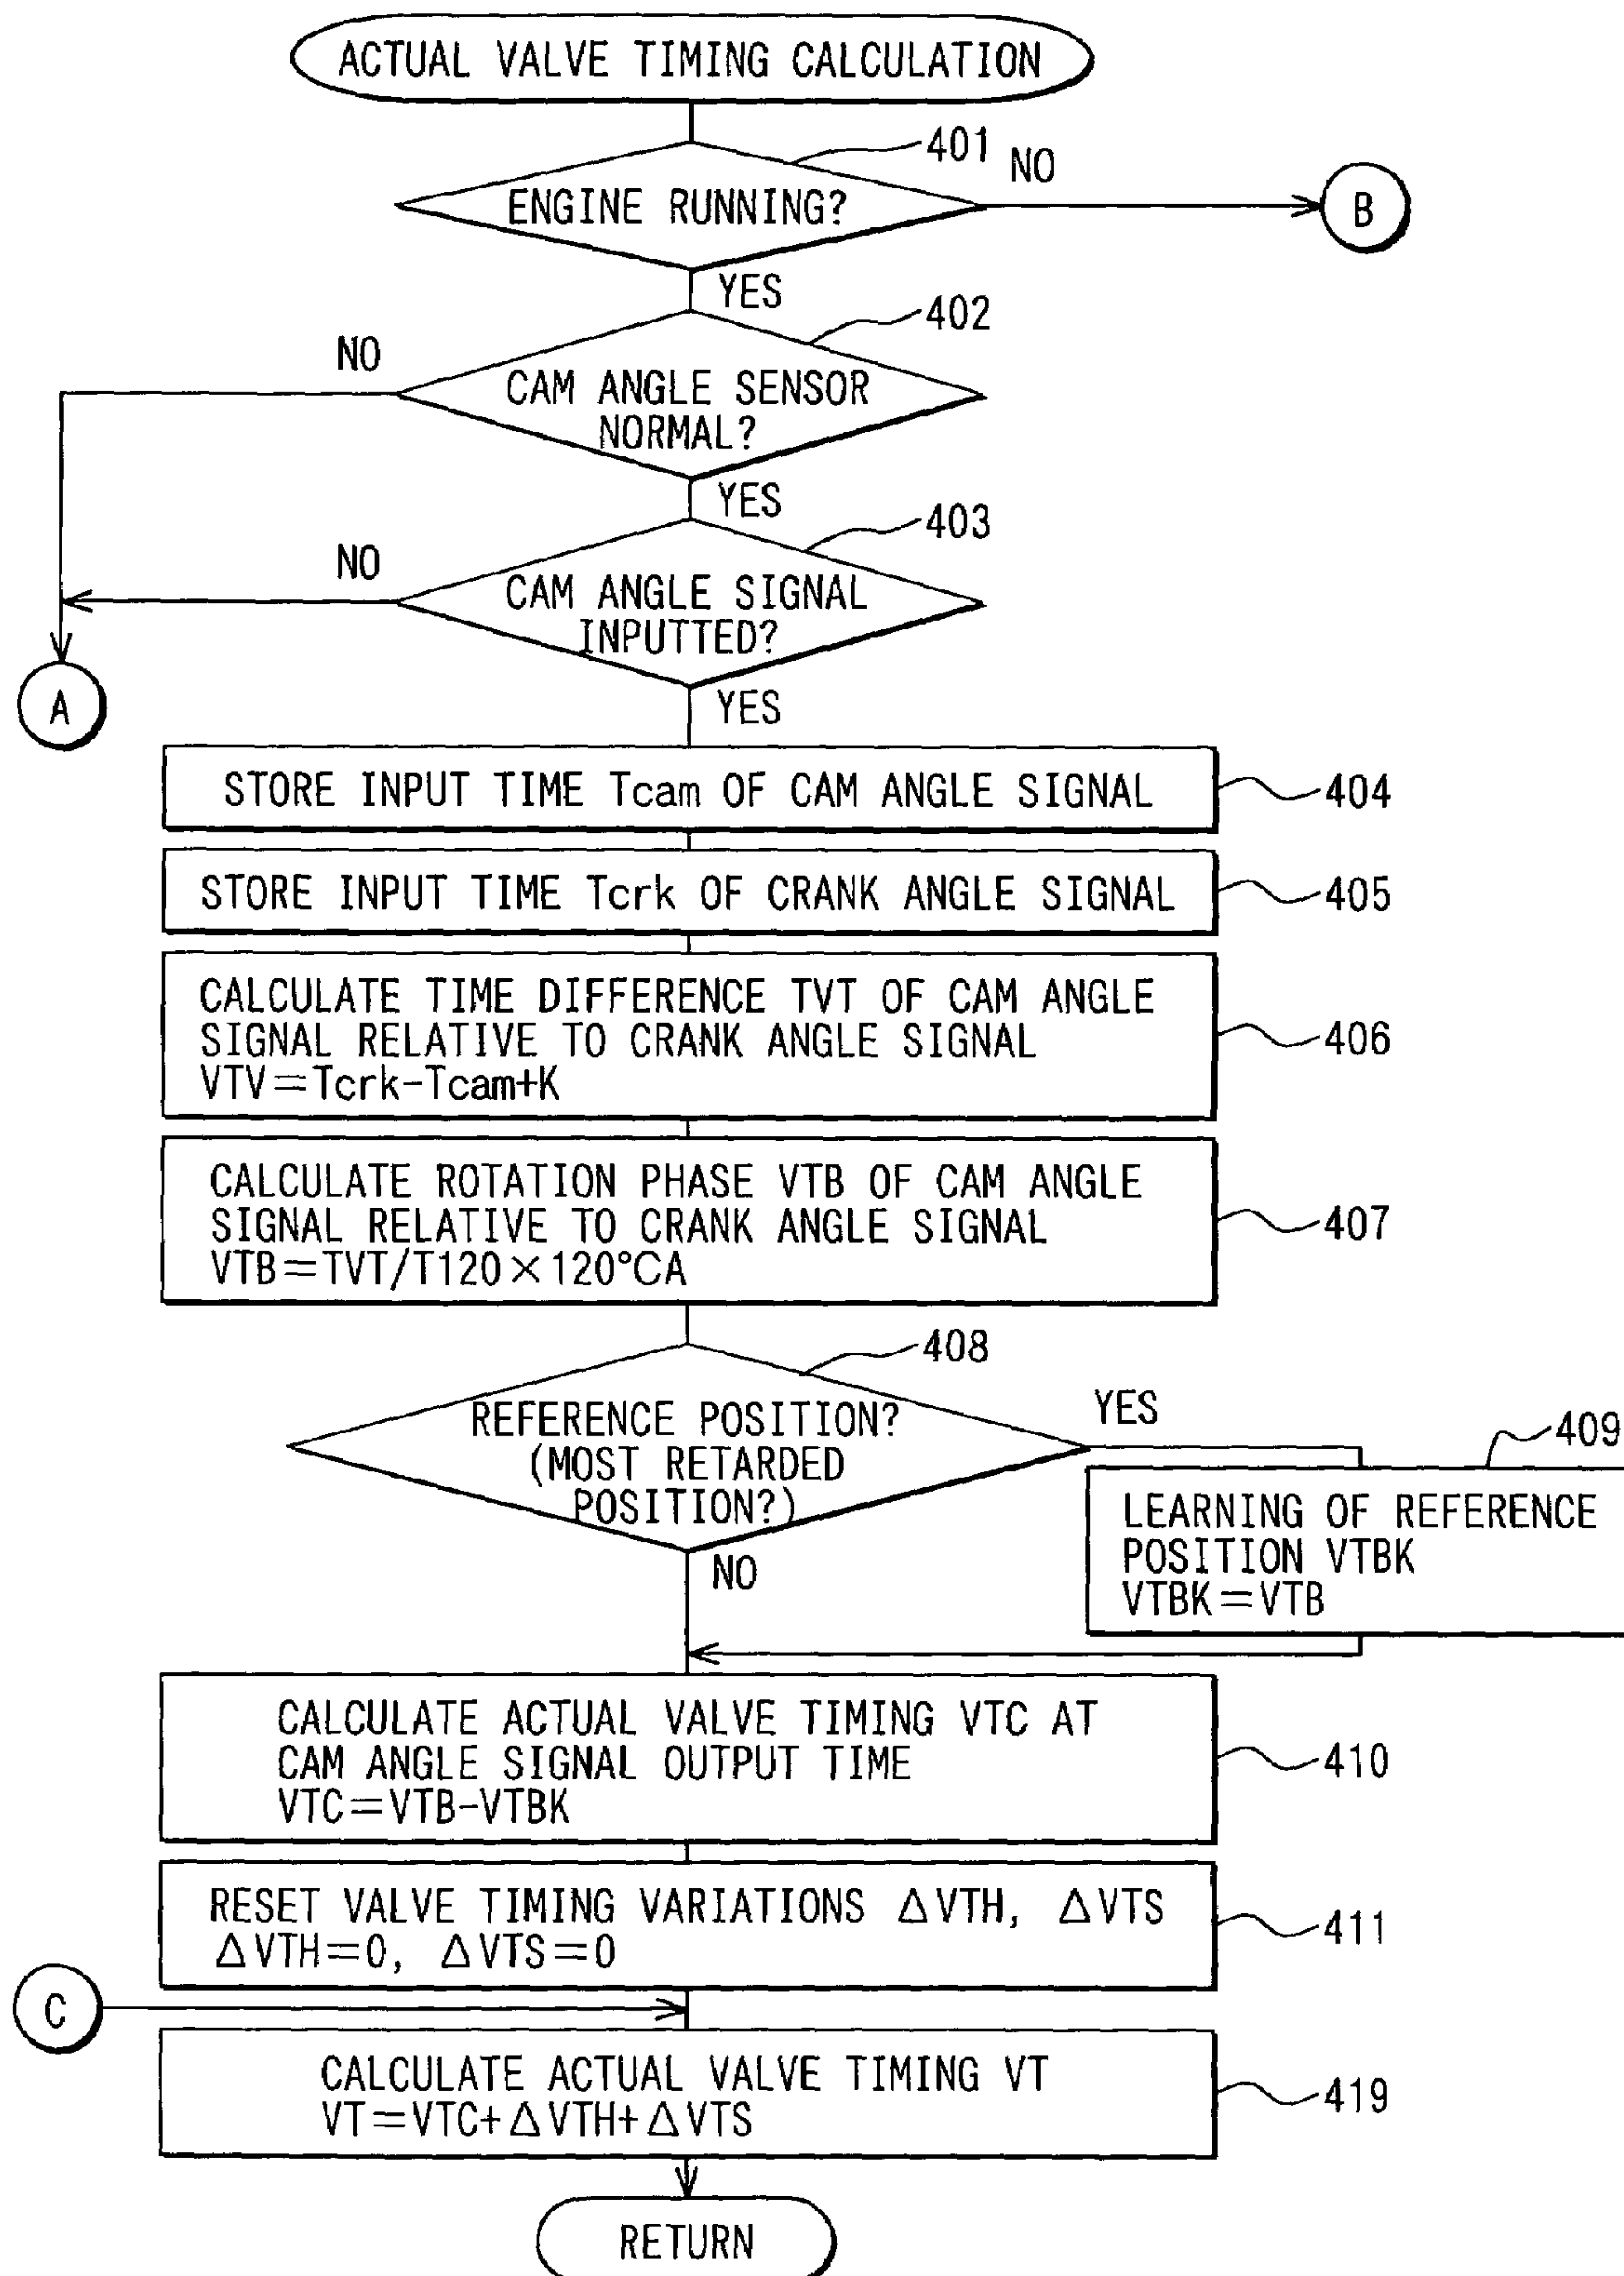 ACTUAL VALVE TIMING CALCULATION
401
NO
ENGINE RUNNING?
B
YES
402
NO
CAM ANGLE SENSOR
NORMAL?
YES
403
NO
CAM ANGLE SIGNAL
INPUTTED?
A
YES
STORE INPUT TIME Tcam OF CAM ANGLE SIGNAL
404
STORE INPUT TIME Tcrk OF CRANK ANGLE SIGNAL
405
CALCULATE TIME DIFFERENCE TVT OF CAM ANGLE
SIGNAL RELATIVE TO CRANK ANGLE SIGNAL
VTV=Tcrk-Tcam+K
406
CALCULATE ROTATION PHASE VTB OF CAM ANGLE
SIGNAL RELATIVE TO CRANK ANGLE SIGNAL
VTB=TVT/T120×120°CA
407
408
REFERENCE POSITION?
(MOST RETARDED
POSITION?)
YES
409
LEARNING OF REFERENCE
POSITION VTBK
VTBK=VTB
NO
CALCULATE ACTUAL VALVE TIMING VTC AT
CAM ANGLE SIGNAL OUTPUT TIME
VTC=VTB-VTBK
410
RESET VALVE TIMING VARIATIONS ΔVTH, ΔVTS
ΔVTH=0, ΔVTS=0
411
C
CALCULATE ACTUAL VALVE TIMING VT
VT=VTC+ΔVTH+ΔVTS
419
RETURN